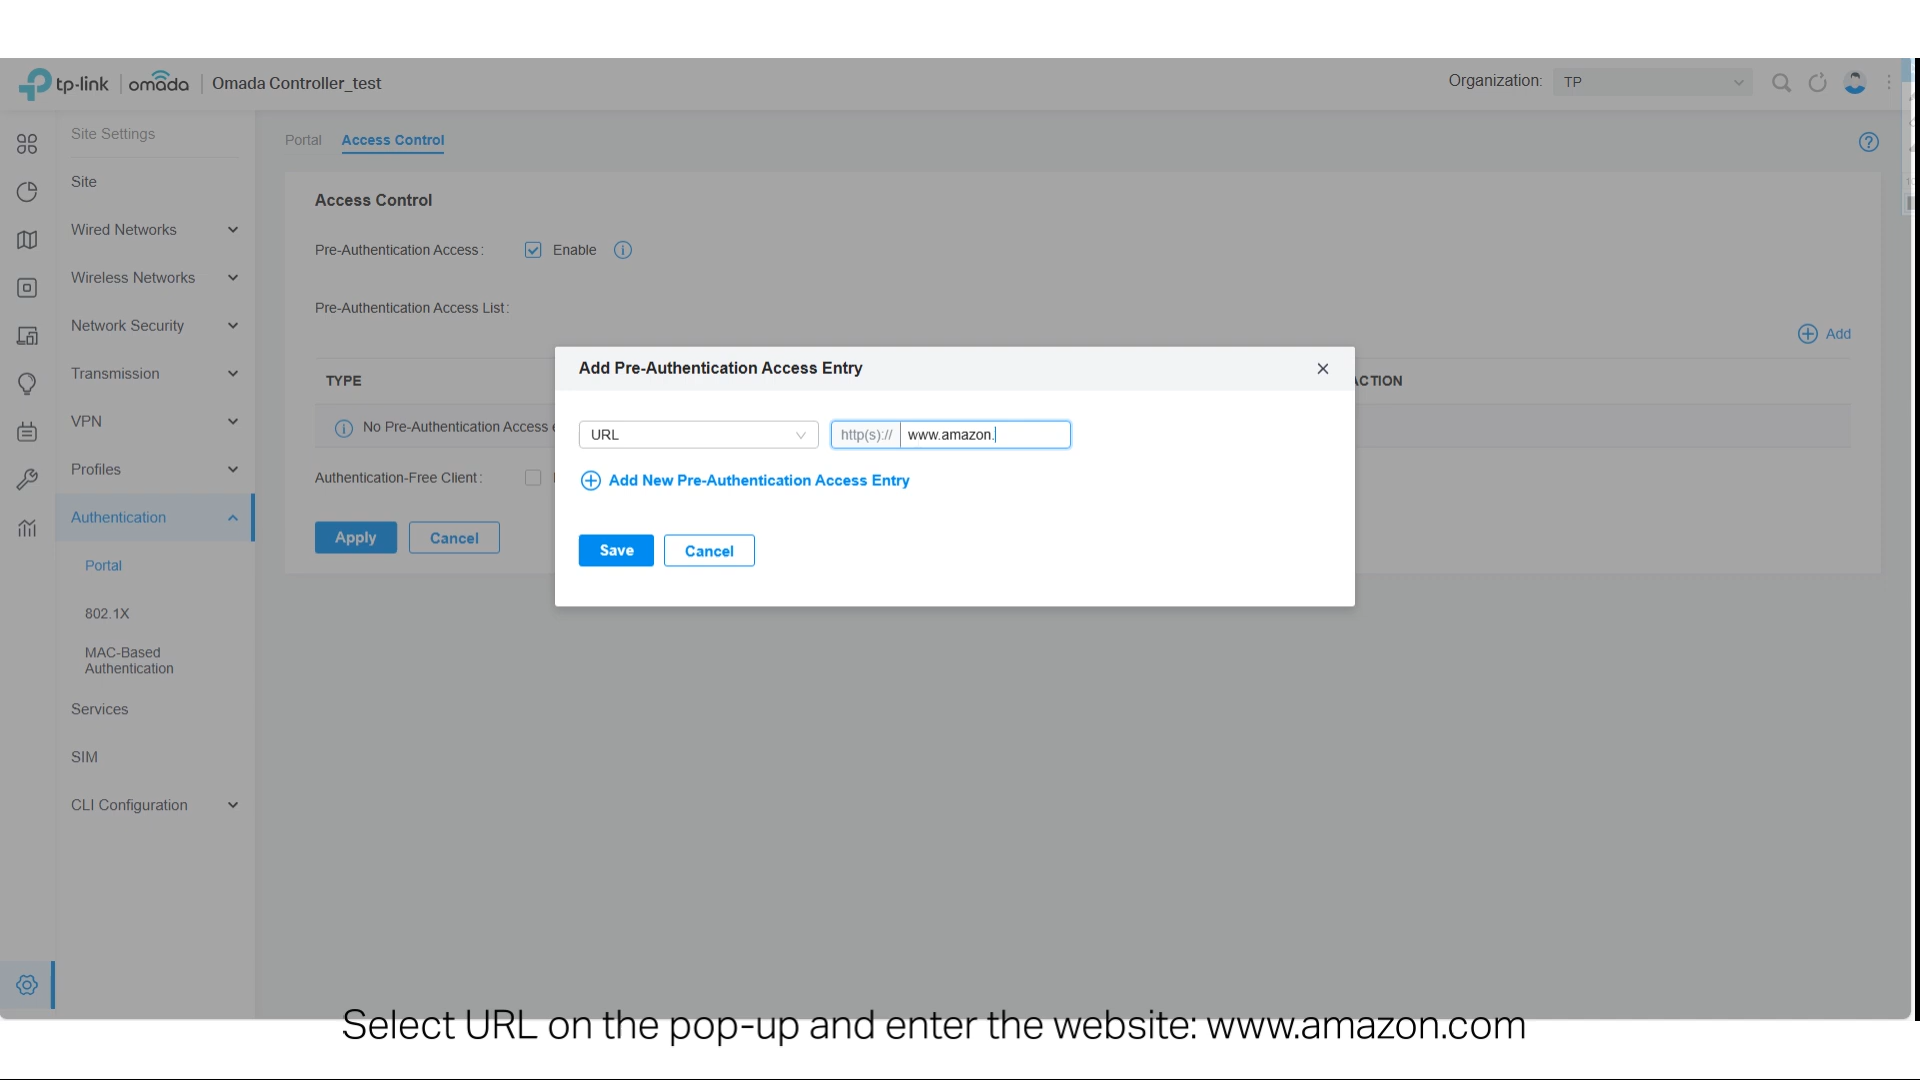 tp-link | omada | Omada Controller_test
Organization: TP
Site Settings
Site
Wired Networks
Wireless Networks
Network Security
Transmission
VPN
Profiles
Authentication
Portal
802.1X
MAC-Based
Authentication
Services
SIM
CLI Configuration
Portal Access Control
Access Control
Pre-Authentication Access: Enable
Pre-Authentication Access List:
Add
TYPE
No Pre-Authentication Access
Authentication-Free Client:
Apply Cancel
Add Pre-Authentication Access Entry
URL http(s):// www.amazon.
Add New Pre-Authentication Access Entry
Save Cancel
Select URL on the pop-up and enter the website: www.amazon.com